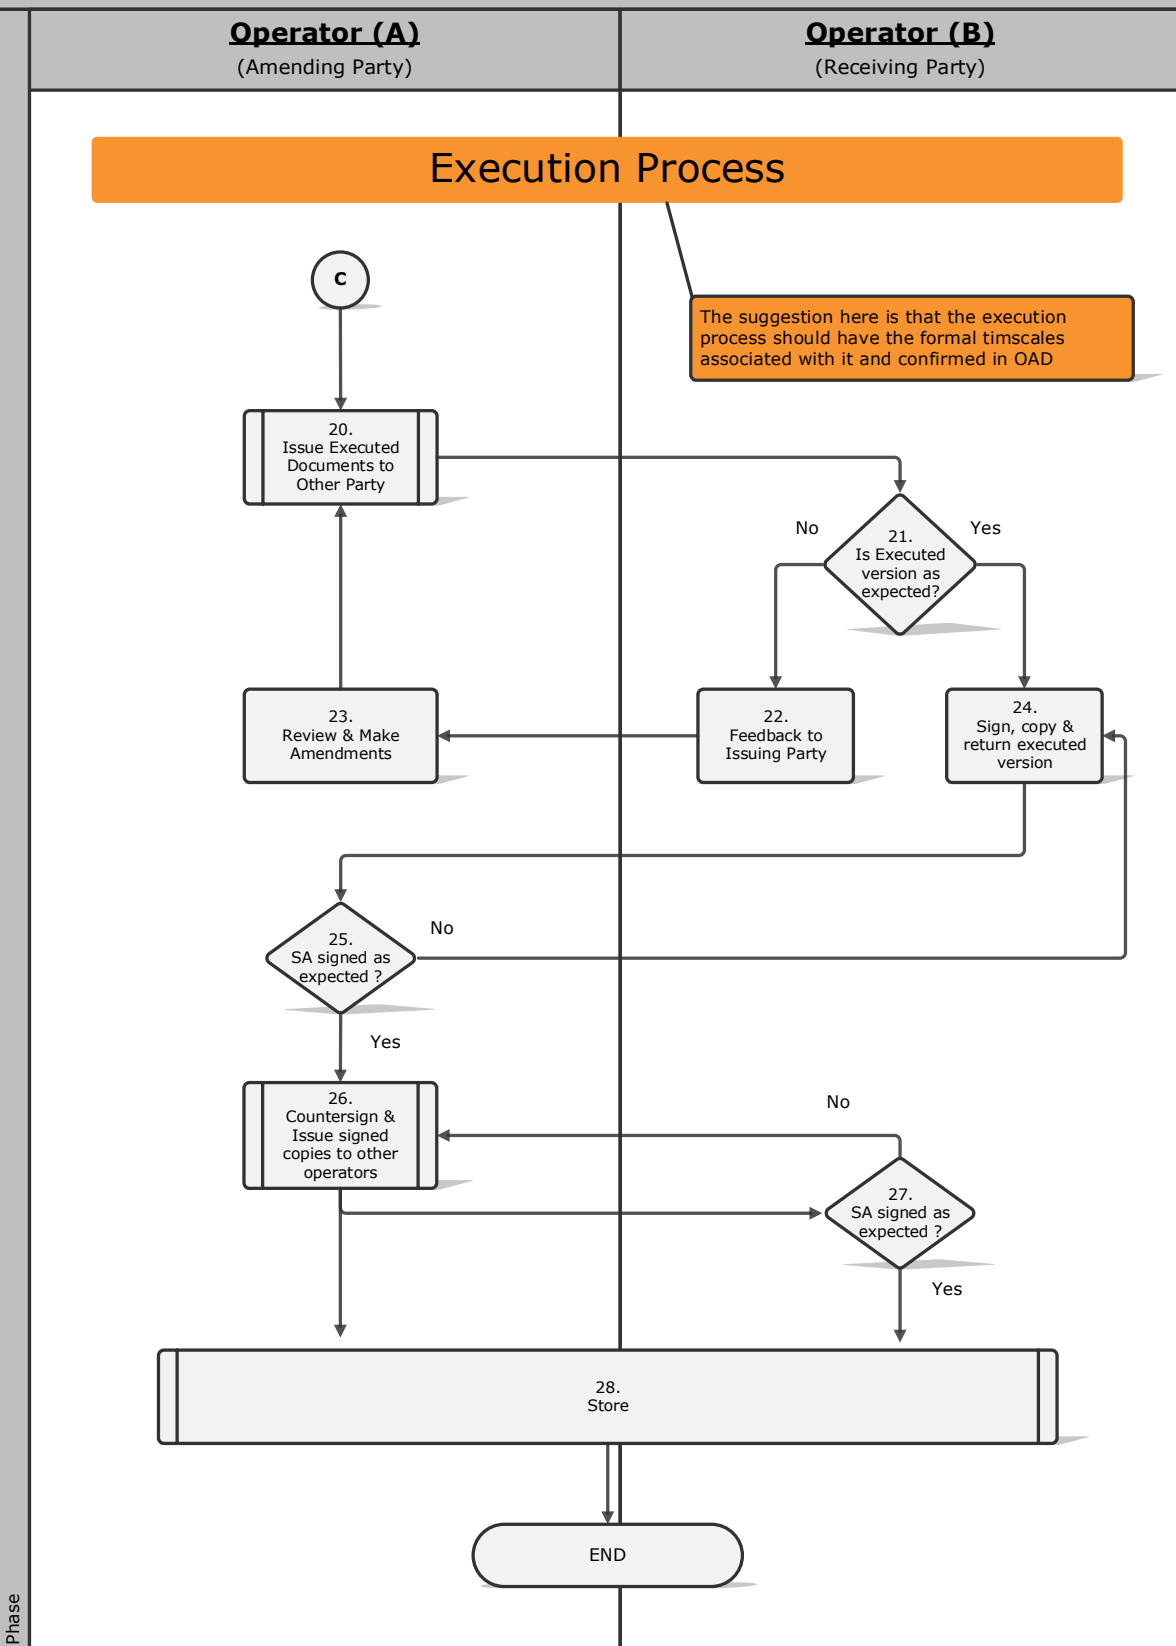 Operator (A)
(Amending Party)
Operator (B)
(Receiving Party)
Execution Process
C
The suggestion here is that the execution
process should have the formal timscales
associated with it and confirmed in OAD
20.
Issue Executed
Documents to
Other Party
No
Yes
21.
Is Executed
version as
expected?
23.
Review & Make
Amendments
22.
Feedback to
Issuing Party
24.
Sign, copy &
return executed
version
25.
SA signed as
expected ?
No
Yes
26.
Countersign &
Issue signed
copies to other
operators
No
27.
SA signed as
expected ?
Yes
28.
Store
END
Phase